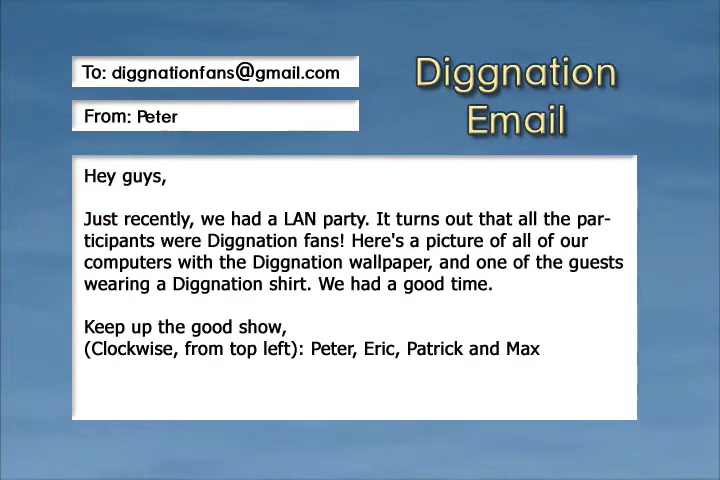 To: diggnationfans@gmail.com
Diggnation
Email
From: Peter
Hey guys,
Just recently, we had a LAN party. It turns out that all the par-
ticipants were Diggnation fans! Here's a picture of all of our
computers with the Diggnation wallpaper, and one of the guests
wearing a Diggnation shirt. We had a good time.
Keep up the good show,
(Clockwise, from top left): Peter, Eric, Patrick and Max